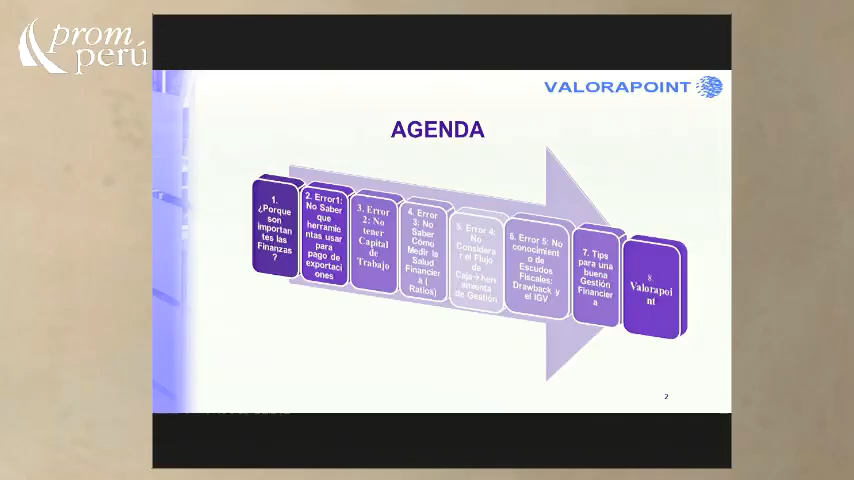 prom
perú
VALORAPOINT
AGENDA
1.
¿Porque
son
importan
tes las
Finanzas
?
2. Error1:
No Saber
que
herramie
ntas usar
para
pago de
exportaci
ones
3. Error
2: No
tener
Capital
de
Trabajo
4. Error
3: No
Saber
Cómo
Medir la
Salud
Financier
a (
Ratios)
5. Error 4:
No
Considera
r el Flujo
de
Caja→herr
amienta
de Gestión
6. Error 5: No
conocimient
o de
Escudos
Fiscales:
Drawback y
el IGV
7. Tips
para una
buena
Gestión
Financier
a
8.
Valorapoi
nt
2